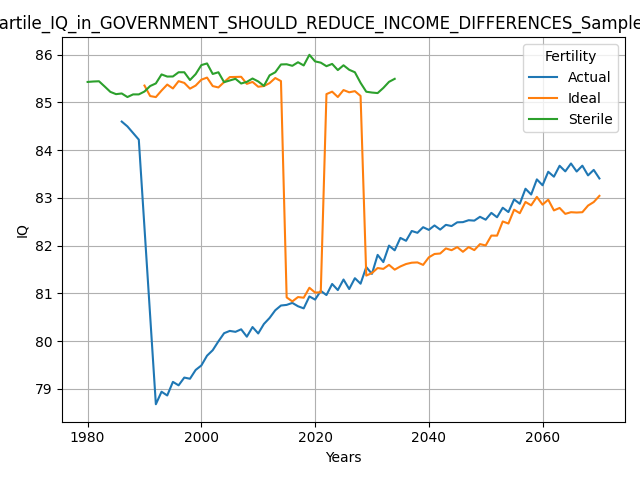 artile_IQ_in_GOVERNMENT_SHOULD_REDUCE_INCOME_DIFFERENCES_Sample
86
85
84
83
82
81
80
79
IQ
1980
2000
2020
2040
2060
Years
Fertility
Actual
Ideal
Sterile